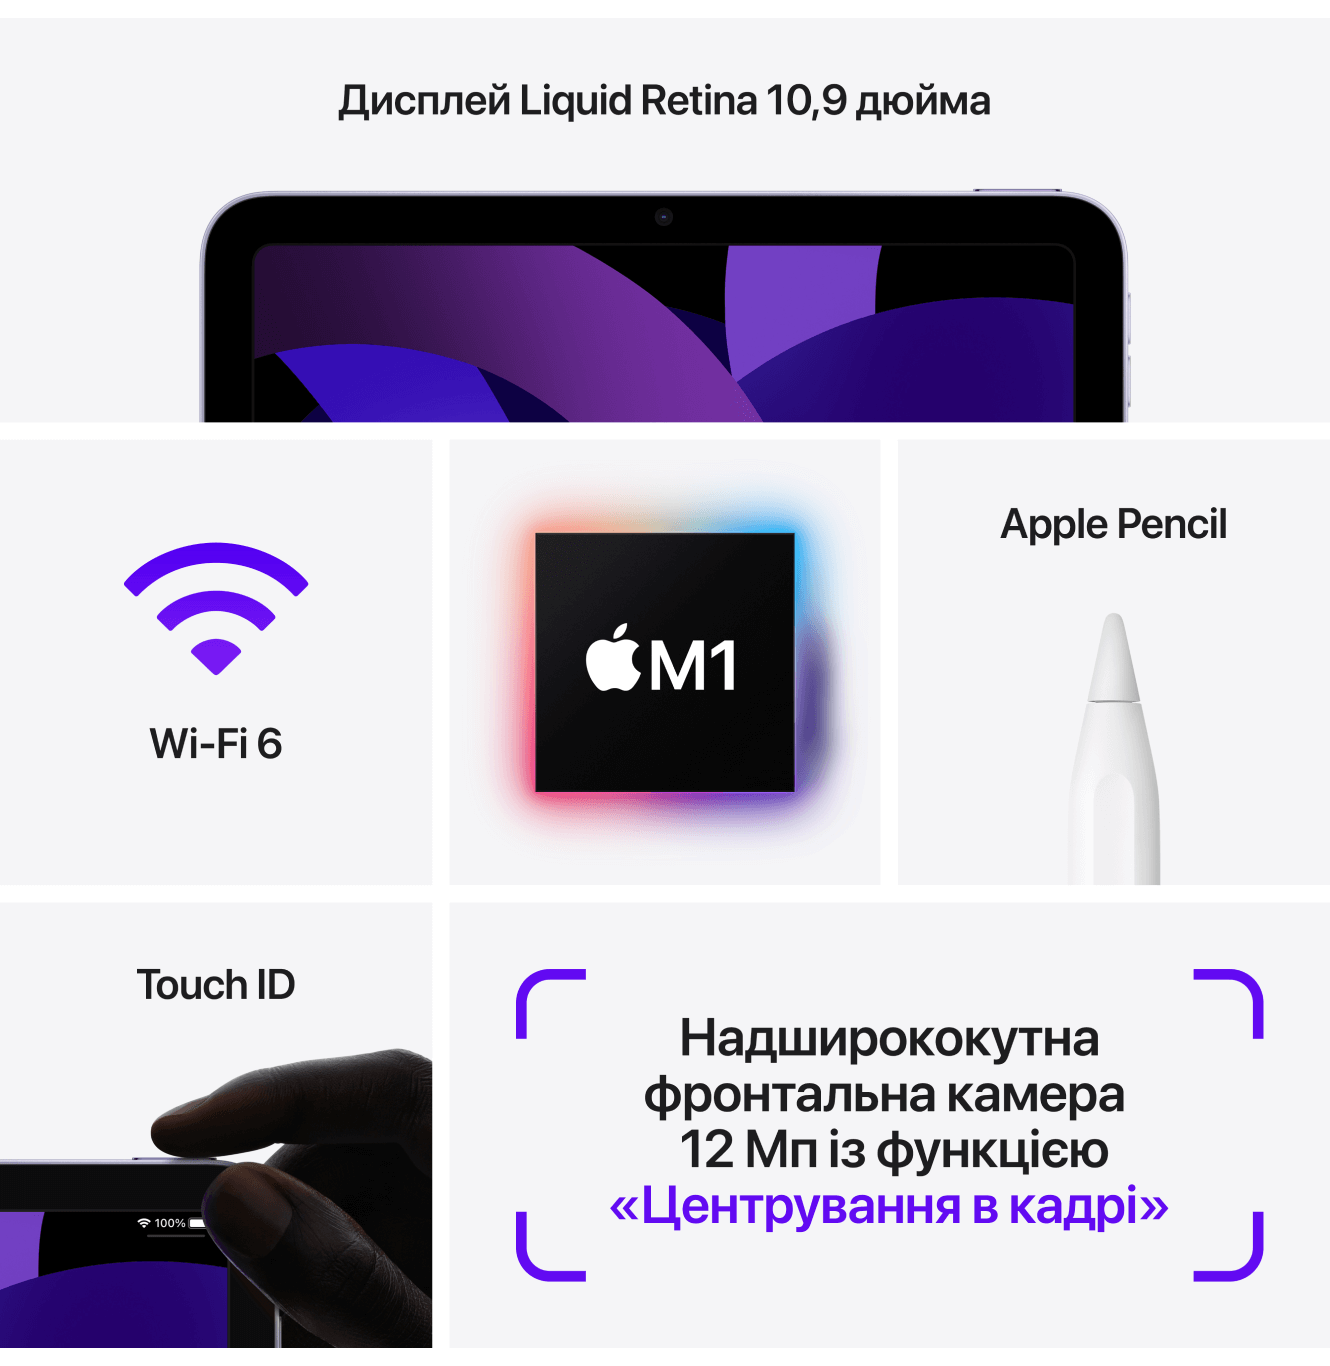 Дисплей Liquid Retina 10,9 дюйма
Wi-Fi 6
M1
Apple Pencil
Touch ID
100%
Надширококутна
фронтальна камера
12 Мп із функцією
«Центрування в кадрі»